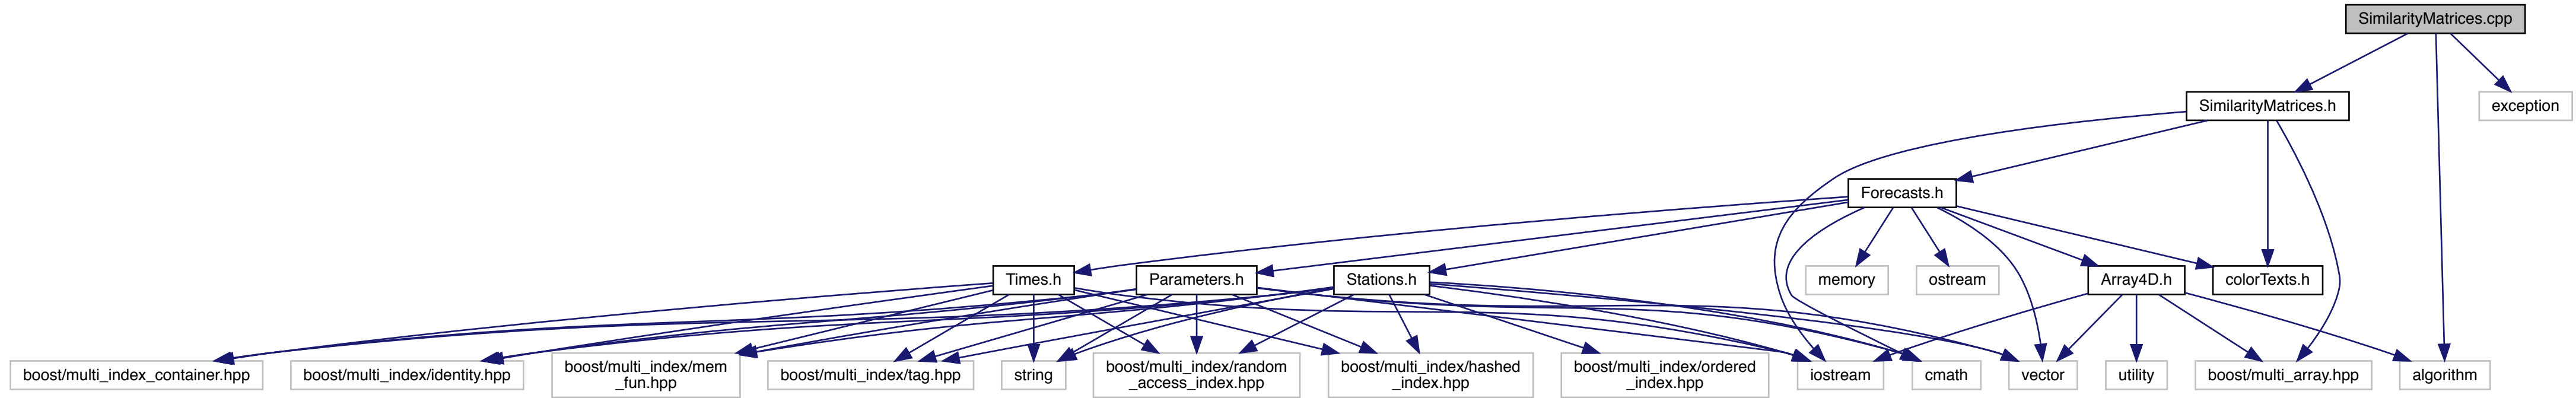 SimilarityMatrices.cpp
SimilarityMatrices.h
exception
Forecasts.h
Times.h
Parameters.h
Stations.h
memory
ostream
Array4D.h
colorTexts.h
boost/multi_index_container.hpp
boost/multi_index/identity.hpp
boost/multi_index/mem
_fun.hpp
boost/multi_index/tag.hpp
string
boost/multi_index/random
_access_index.hpp
boost/multi_index/hashed
_index.hpp
boost/multi_index/ordered
_index.hpp
iostream
cmath
vector
utility
boost/multi_array.hpp
algorithm